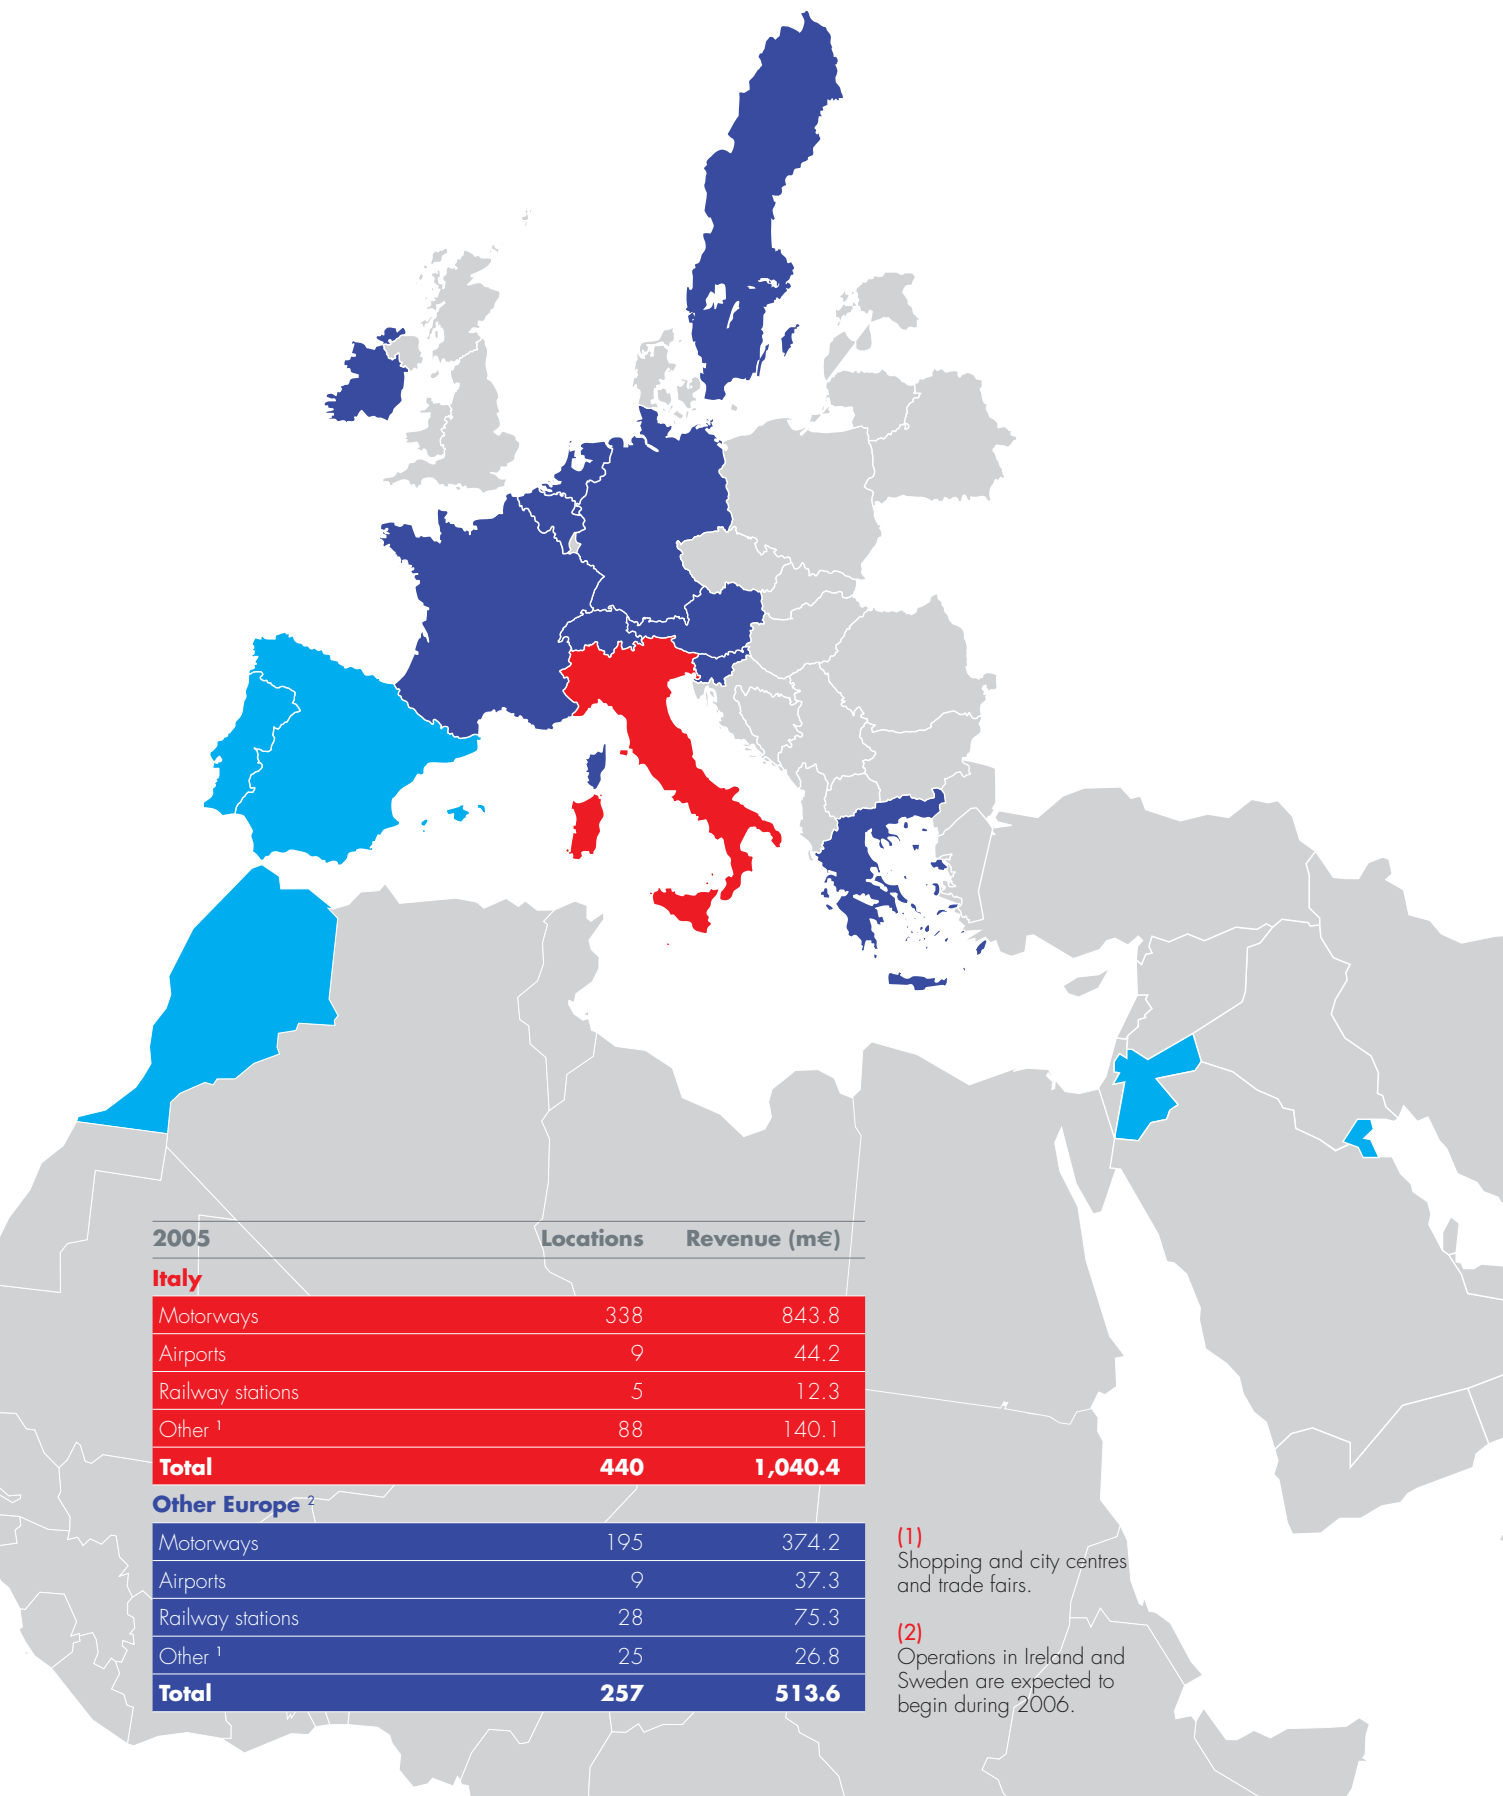 2005 Locations Revenue (m€)
Italy
Motorways 338 843.8
Airports 9 44.2
Railway stations 5 12.3
Other 1 88 140.1
Total 440 1,040.4
Other Europe 2
Motorways 195 374.2
Airports 9 37.3
Railway stations 28 75.3
Other 1 25 26.8
Total 257 513.6
(1)
Shopping and city centres
and trade fairs.
(2)
Operations in Ireland and
Sweden are expected to
begin during 2006.